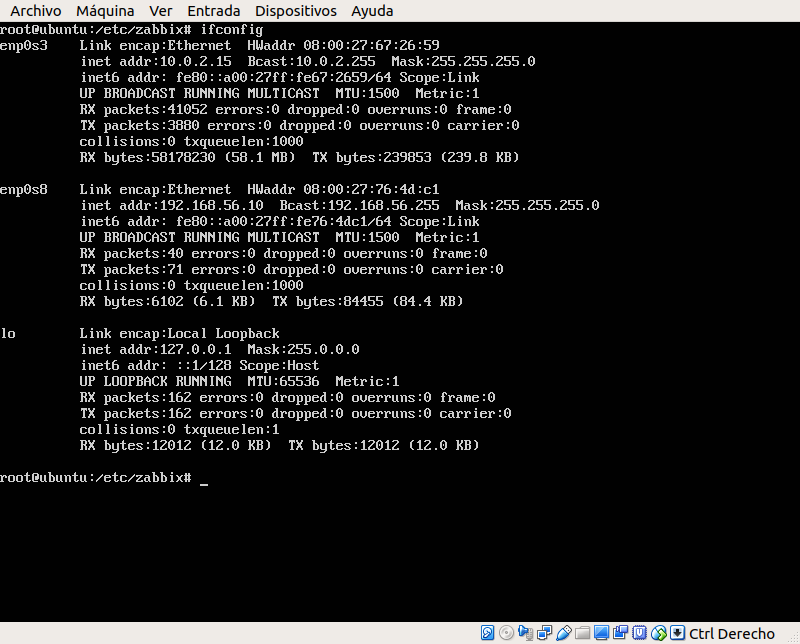 Archivo Máquina Ver Entrada Dispositivos Ayuda
root@ubuntu:/etc/zabbix# ifconfig
enp0s3 Link encap:Ethernet HWaddr 08:00:27:67:26:59
inet addr:10.0.2.15 Bcast:10.0.2.255 Mask:255.255.255.0
inet6 addr: fe80::a00:27ff:fe67:2659/64 Scope:Link
UP BROADCAST RUNNING MULTICAST MTU:1500 Metric:1
RX packets:41052 errors:0 dropped:0 overruns:0 frame:0
TX packets:3880 errors:0 dropped:0 overruns:0 carrier:0
collisions:0 txqueuelen:1000
RX bytes:58178230 (58.1 MB) TX bytes:239853 (239.8 KB)
enp0s8 Link encap:Ethernet HWaddr 08:00:27:76:4d:c1
inet addr:192.168.56.10 Bcast:192.168.56.255 Mask:255.255.255.0
inet6 addr: fe80::a00:27ff:fe76:4dc1/64 Scope:Link
UP BROADCAST RUNNING MULTICAST MTU:1500 Metric:1
RX packets:40 errors:0 dropped:0 overruns:0 frame:0
TX packets:71 errors:0 dropped:0 overruns:0 carrier:0
collisions:0 txqueuelen:1000
RX bytes:6102 (6.1 KB) TX bytes:84455 (84.4 KB)
lo Link encap:Local Loopback
inet addr:127.0.0.1 Mask:255.0.0.0
inet6 addr: ::1/128 Scope:Host
UP LOOPBACK RUNNING MTU:65536 Metric:1
RX packets:162 errors:0 dropped:0 overruns:0 frame:0
TX packets:162 errors:0 dropped:0 overruns:0 carrier:0
collisions:0 txqueuelen:1
RX bytes:12012 (12.0 KB) TX bytes:12012 (12.0 KB)
root@ubuntu:/etc/zabbix# _
Ctrl Derecho